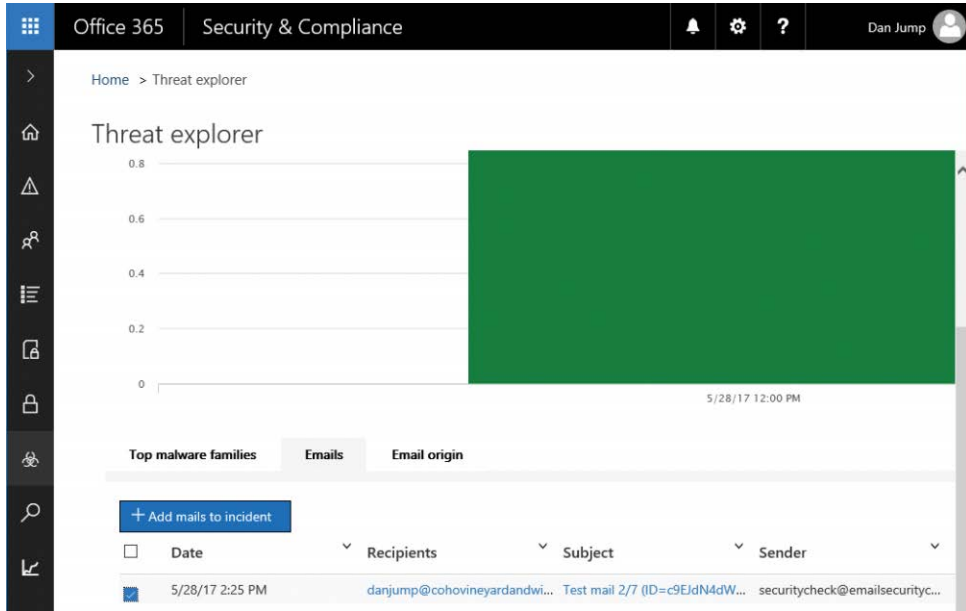 Office 365 Security & Compliance ? Dan Jump
Home > Threat explorer
Threat explorer
0.8
0.6
0.4
0.2
0
5/28/17 12:00 PM
Top malware families Emails Email origin
+ Add mails to incident
Date Recipients Subject Sender
5/28/17 2:25 PM danjump@cohovineyardandwi... Test mail 2/7 (ID=c9EJdN4dW... securitycheck@emailsecurityc...